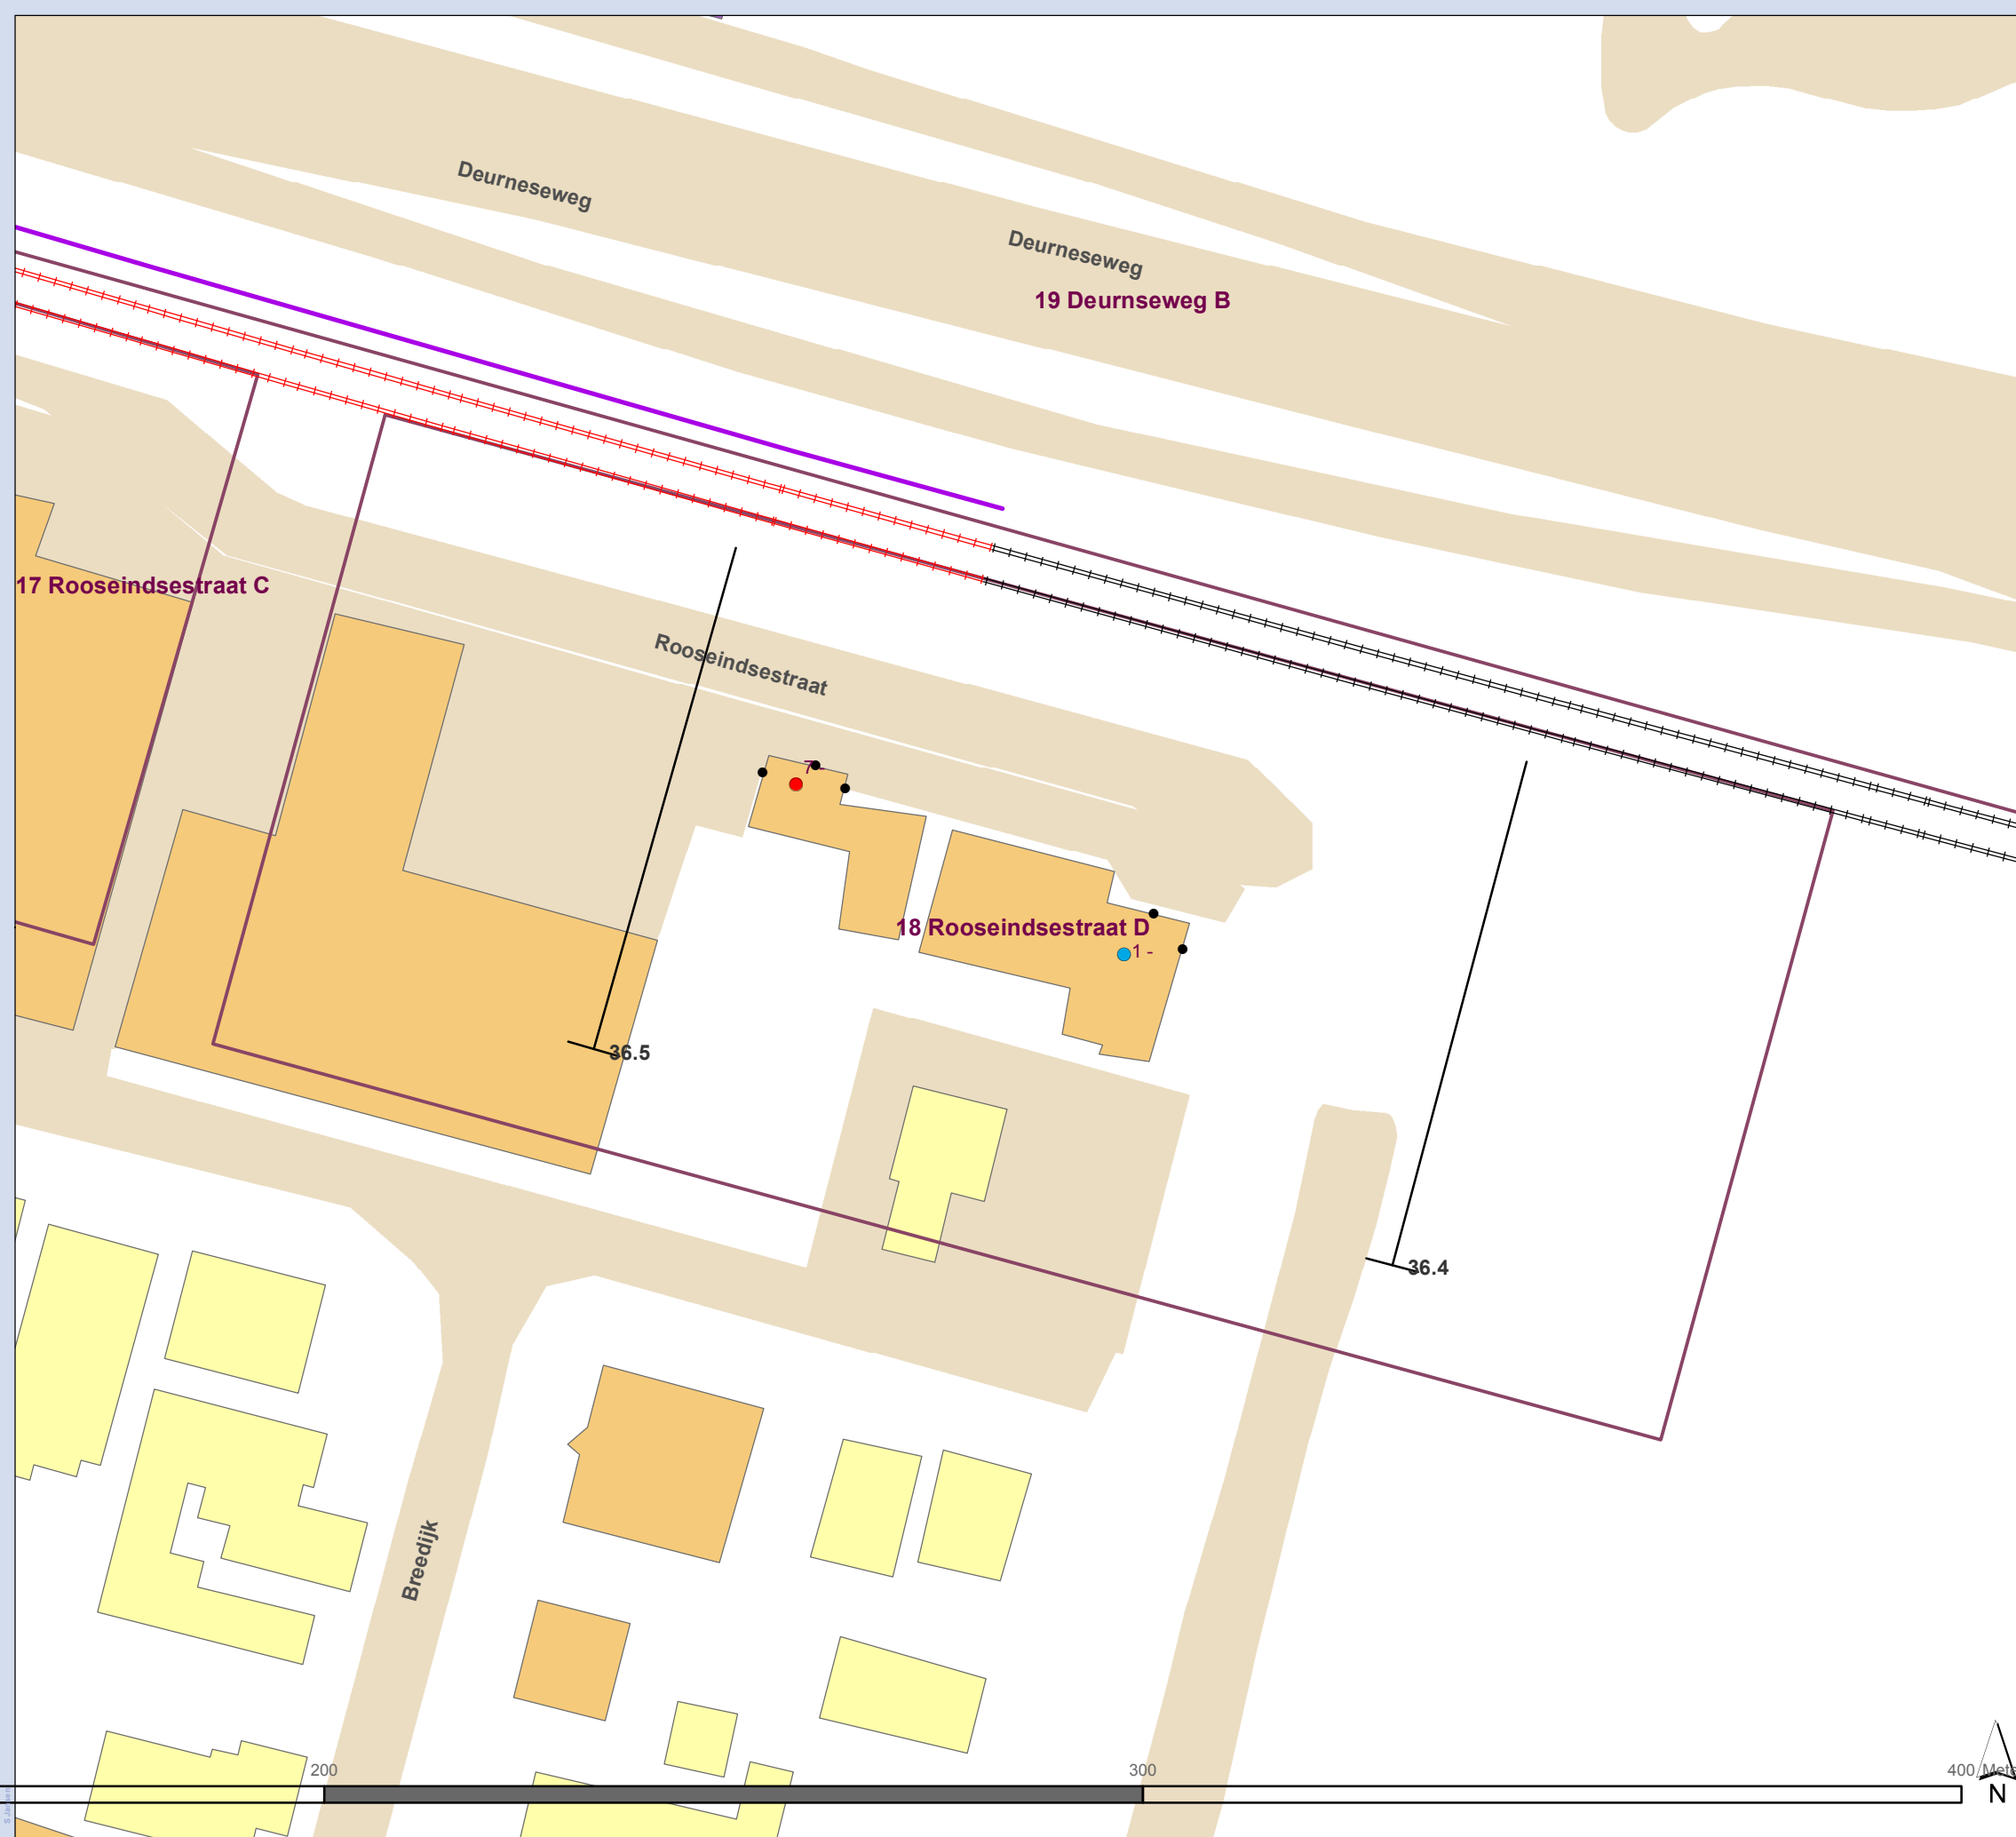 Deurneseweg
Deurneseweg
19 Deurnseweg B
17 Rooseindsestraat C
Rooseindsestraat
7 -
18 Rooseindsestraat D
1 -
36.5
36.4
Breedijk
200
300
400
N